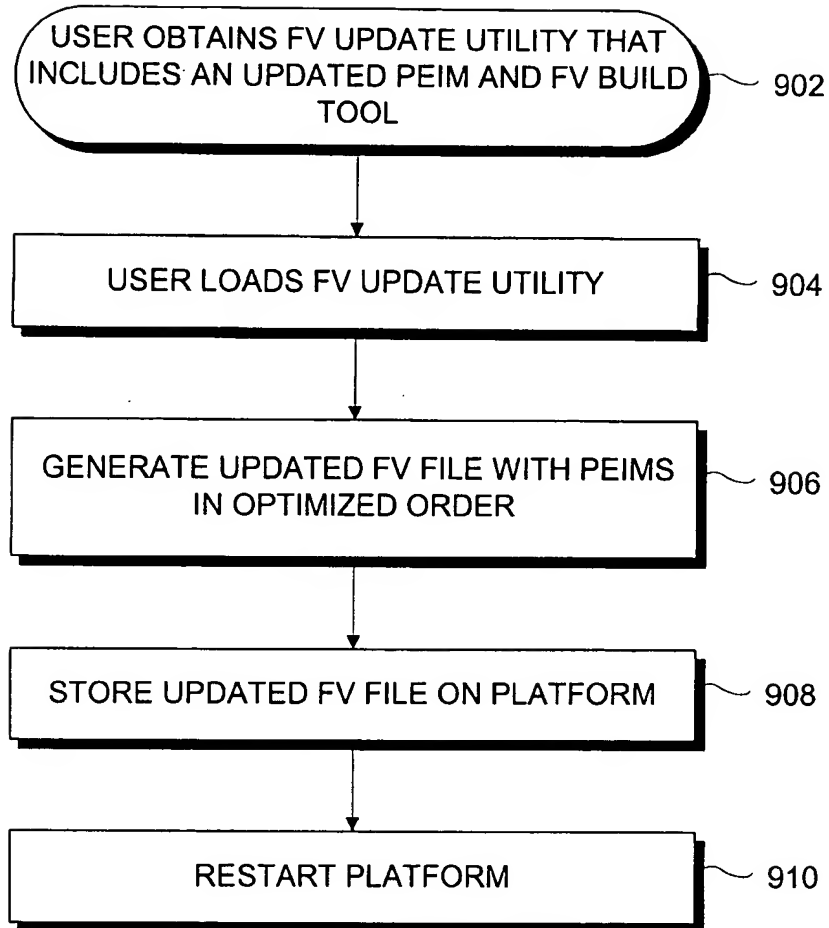 USER OBTAINS FV UPDATE UTILITY THAT
INCLUDES AN UPDATED PEIM AND FV BUILD
TOOL
902
USER LOADS FV UPDATE UTILITY
904
GENERATE UPDATED FV FILE WITH PEIMS
IN OPTIMIZED ORDER
906
STORE UPDATED FV FILE ON PLATFORM
908
RESTART PLATFORM
910